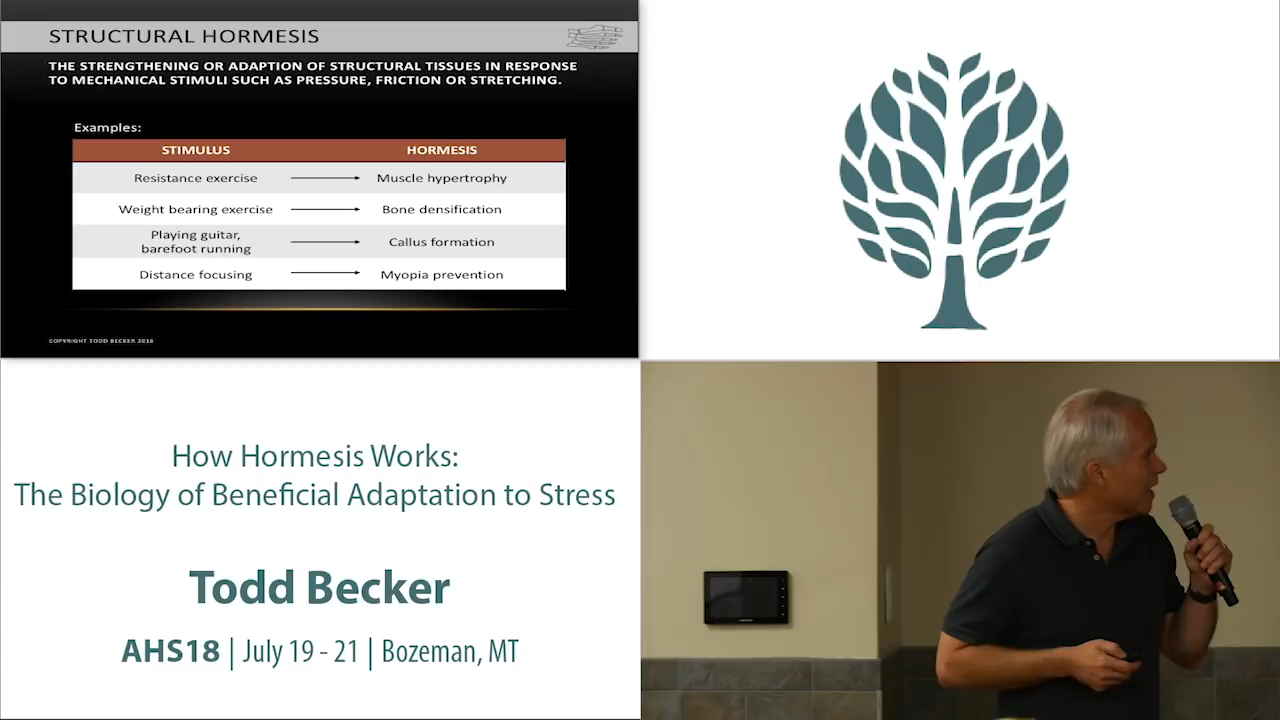 STRUCTURAL HORMESIS
THE STRENGTHENING OR ADAPTION OF STRUCTURAL TISSUES IN RESPONSE
TO MECHANICAL STIMULI SUCH AS PRESSURE, FRICTION OR STRETCHING.
Examples:
STIMULUS HORMESIS
Resistance exercise Muscle hypertrophy
Weight bearing exercise Bone densification
Playing guitar,
barefoot running Callus formation
Distance focusing Myopia prevention
COPYRIGHT TODD BECKER 2018
How Hormesis Works:
The Biology of Beneficial Adaptation to Stress
Todd Becker
AHS18 | July 19 - 21 | Bozeman, MT